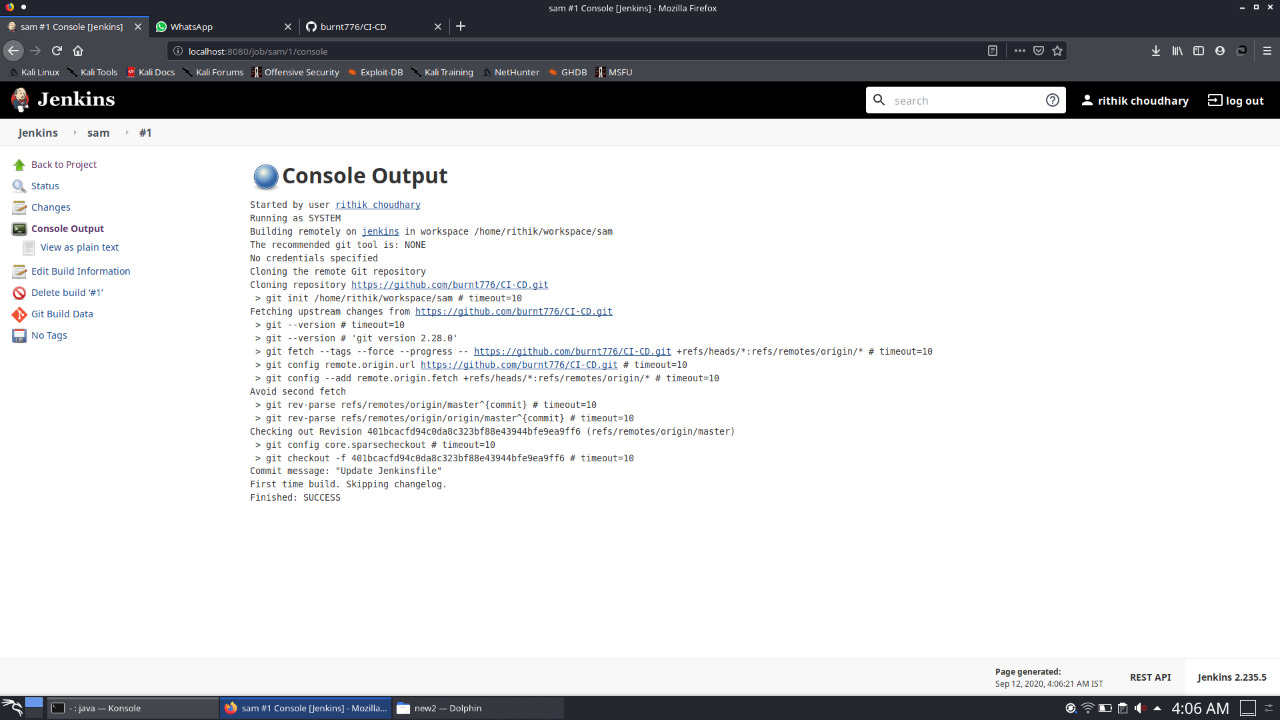 sam #1 Console [Jenkins] - Mozilla Firefox
sam #1 Console [Jenkins]
WhatsApp
burnt776/CI-CD
localhost:8080/job/sam/1/console
Kali Linux
Kali Tools
Kali Docs
Kali Forums
Offensive Security
Exploit-DB
Kali Training
NetHunter
GHDB
MSFU
Jenkins
search
rithik choudhary
log out
Jenkins
sam
#1
Back to Project
Status
Changes
Console Output
View as plain text
Edit Build Information
Delete build ‘#1’
Git Build Data
No Tags
Console Output
Started by user rithik choudhary
Running as SYSTEM
Building remotely on jenkins in workspace /home/rithik/workspace/sam
The recommended git tool is: NONE
No credentials specified
Cloning the remote Git repository
Cloning repository https://github.com/burnt776/CI-CD.git
> git init /home/rithik/workspace/sam # timeout=10
Fetching upstream changes from https://github.com/burnt776/CI-CD.git
> git --version # timeout=10
> git --version # 'git version 2.28.0'
> git fetch --tags --force --progress -- https://github.com/burnt776/CI-CD.git +refs/heads/*:refs/remotes/origin/* # timeout=10
> git config remote.origin.url https://github.com/burnt776/CI-CD.git # timeout=10
> git config --add remote.origin.fetch +refs/heads/*:refs/remotes/origin/* # timeout=10
Avoid second fetch
> git rev-parse refs/remotes/origin/master^{commit} # timeout=10
> git rev-parse refs/remotes/origin/origin/master^{commit} # timeout=10
Checking out Revision 401bcacfd94c0da8c323bf88e43944bfe9ea9ff6 (refs/remotes/origin/master)
> git config core.sparsecheckout # timeout=10
> git checkout -f 401bcacfd94c0da8c323bf88e43944bfe9ea9ff6 # timeout=10
Commit message: "Update Jenkinsfile"
First time build. Skipping changelog.
Finished: SUCCESS
Page generated:
Sep 12, 2020, 4:06:21 AM IST
REST API
Jenkins 2.235.5
- : java — Konsole
sam #1 Console [Jenkins] - Mozilla...
new2 — Dolphin
4:06 AM